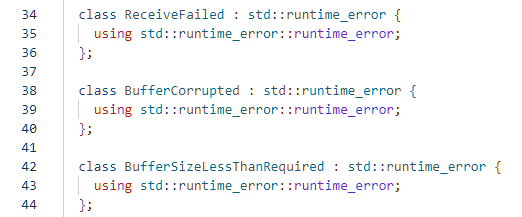 34 class ReceiveFailed : std::runtime_error {
35 using std::runtime_error::runtime_error;
36 };
37
38 class BufferCorrupted : std::runtime_error {
39 using std::runtime_error::runtime_error;
40 };
41
42 class BufferSizeLessThanRequired : std::runtime_error {
43 using std::runtime_error::runtime_error;
44 };